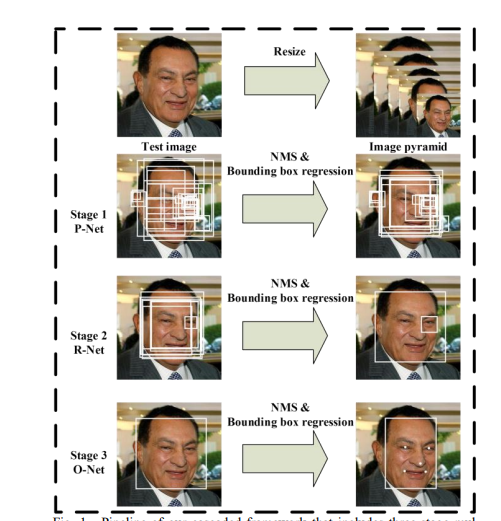 Resize
Test image
Image pyramid
NMS &
Bounding box regression
Stage 1
P-Net
NMS &
Bounding box regression
Stage 2
R-Net
NMS &
Bounding box regression
Stage 3
O-Net
Fig. 1. Pipeline of our cascaded framework that includes three-stage